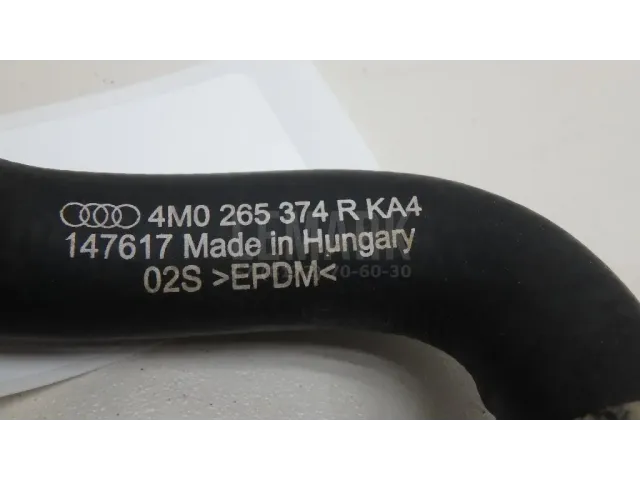 4M0 265 374 R KA4
147617 Made in Hungary
02S >EPDM<